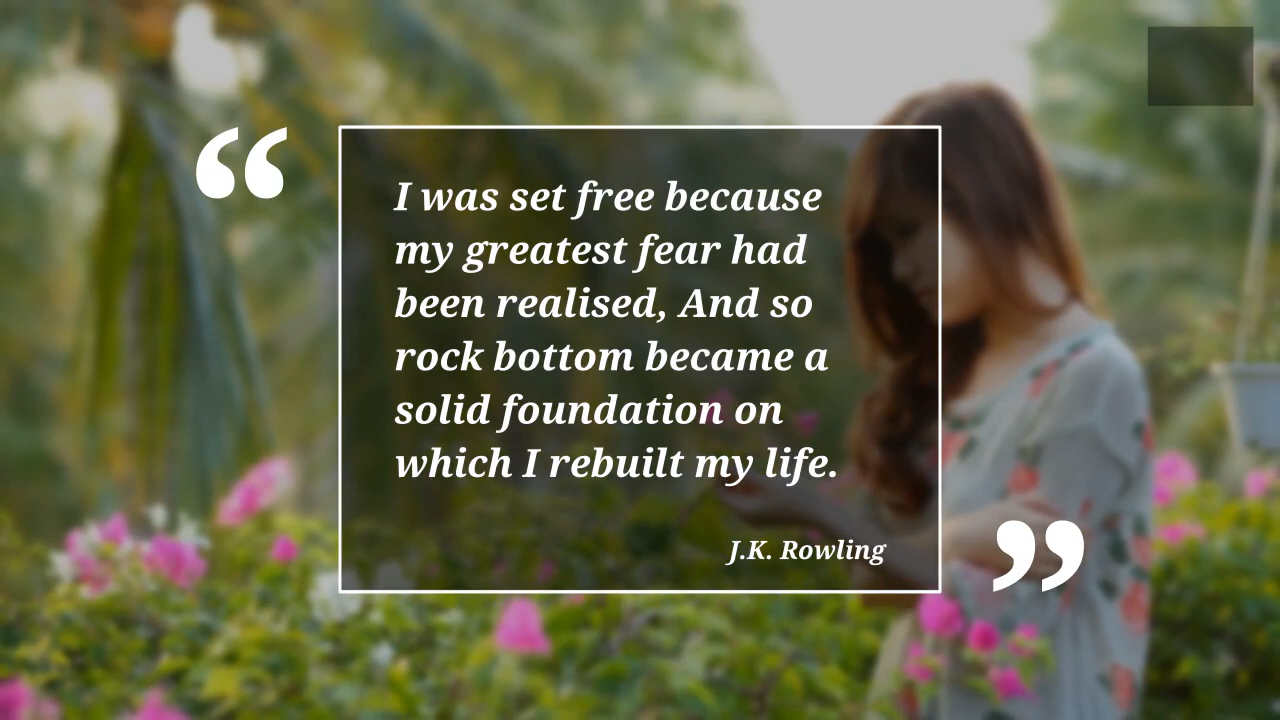 “
I was set free because
my greatest fear had
been realised, And so
rock bottom became a
solid foundation on
which I rebuilt my life.
J.K. Rowling
”